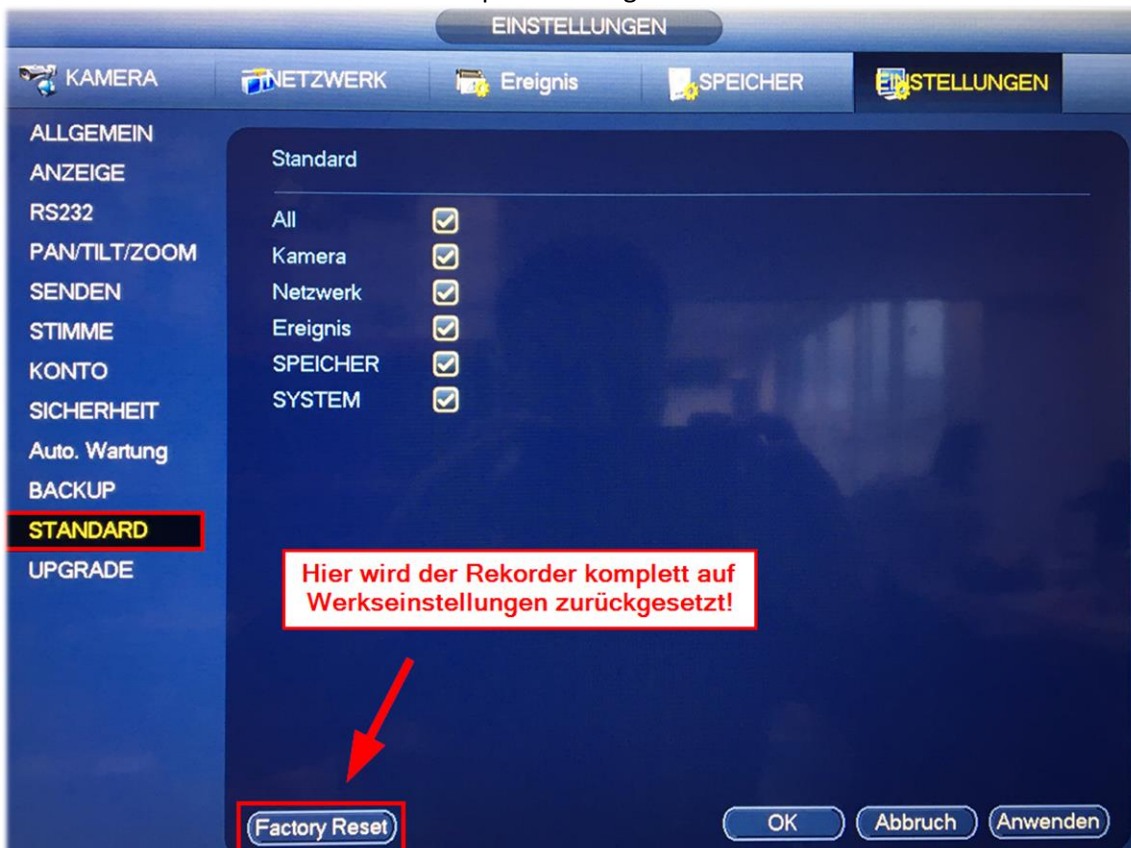 EINSTELLUNGEN
KAMERA NETZWERK Ereignis SPEICHER EINSTELLUNGEN
ALLGEMEIN
ANZEIGE
RS232
PAN/TILT/ZOOM
SENDEN
STIMME
KONTO
SICHERHEIT
Auto. Wartung
BACKUP
STANDARD
UPGRADE
Standard
All
Kamera
Netzwerk
Ereignis
SPEICHER
SYSTEM
Hier wird der Rekorder komplett auf
Werkseinstellungen zurückgesetzt!
Factory Reset OK Abbruch Anwenden